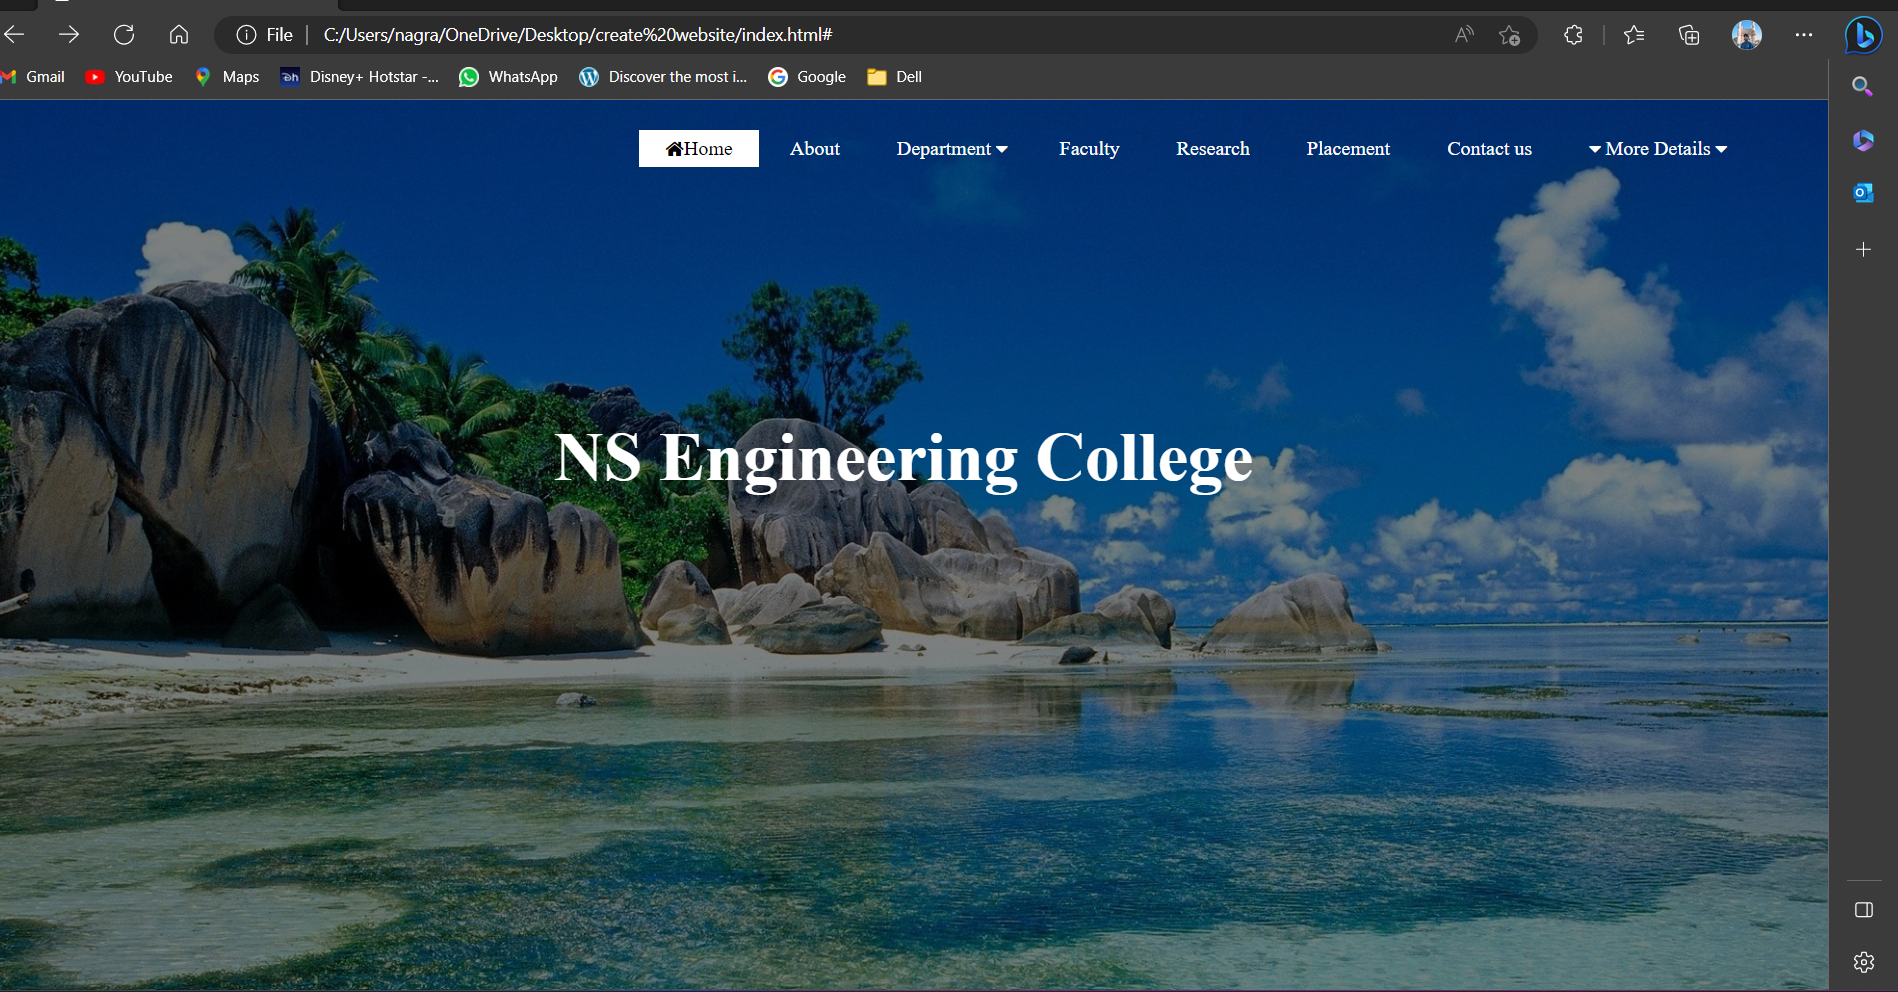 File C:/Users/nagra/OneDrive/Desktop/create%20website/index.html#
Gmail YouTube Maps Disney+ Hotstar -... WhatsApp Discover the most i... Google Dell
Home About Department Faculty Research Placement Contact us More Details
NS Engineering College